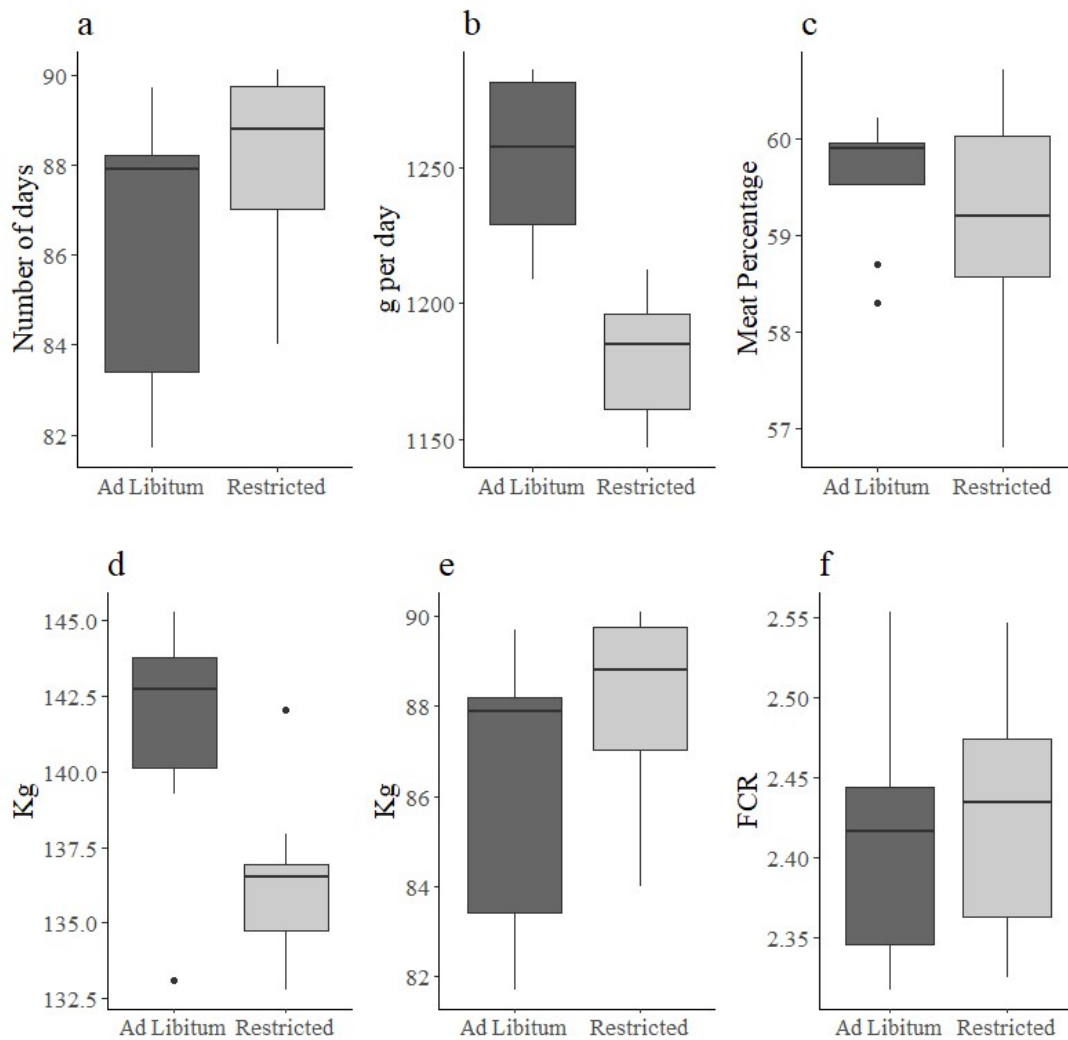 a
Number of days
90
88
86
84
82
Ad Libitum Restricted
b
g per day
1250
1200
1150
Ad Libitum Restricted
c
Meat Percentage
60
59
58
57
Ad Libitum Restricted
d
Kg
145.0
142.5
140.0
137.5
135.0
132.5
Ad Libitum Restricted
e
Kg
90
88
86
84
82
Ad Libitum Restricted
f
FCR
2.55
2.50
2.45
2.40
2.35
Ad Libitum Restricted